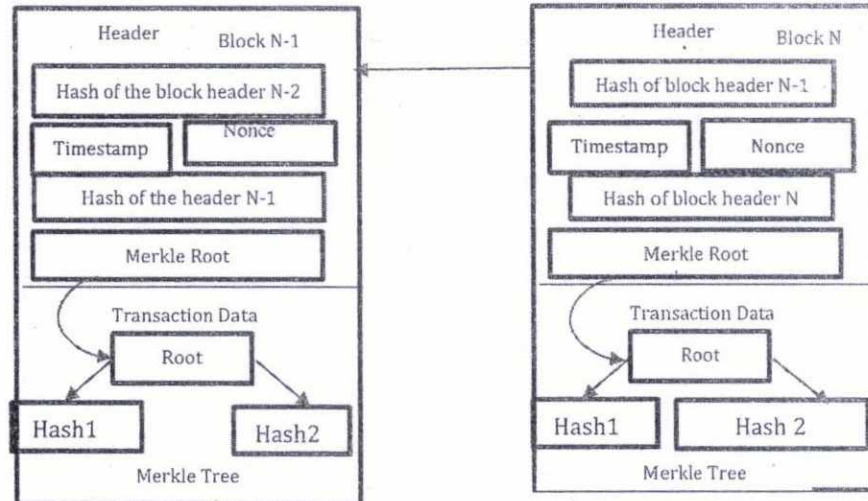 Header
Block N-1
Hash of the block header N-2
Timestamp
Nonce
Hash of the header N-1
Merkle Root
Transaction Data
Root
Hash1
Hash2
Merkle Tree
Header
Block N
Hash of block header N-1
Timestamp
Nonce
Hash of block header N
Merkle Root
Transaction Data
Root
Hash1
Hash 2
Merkle Tree